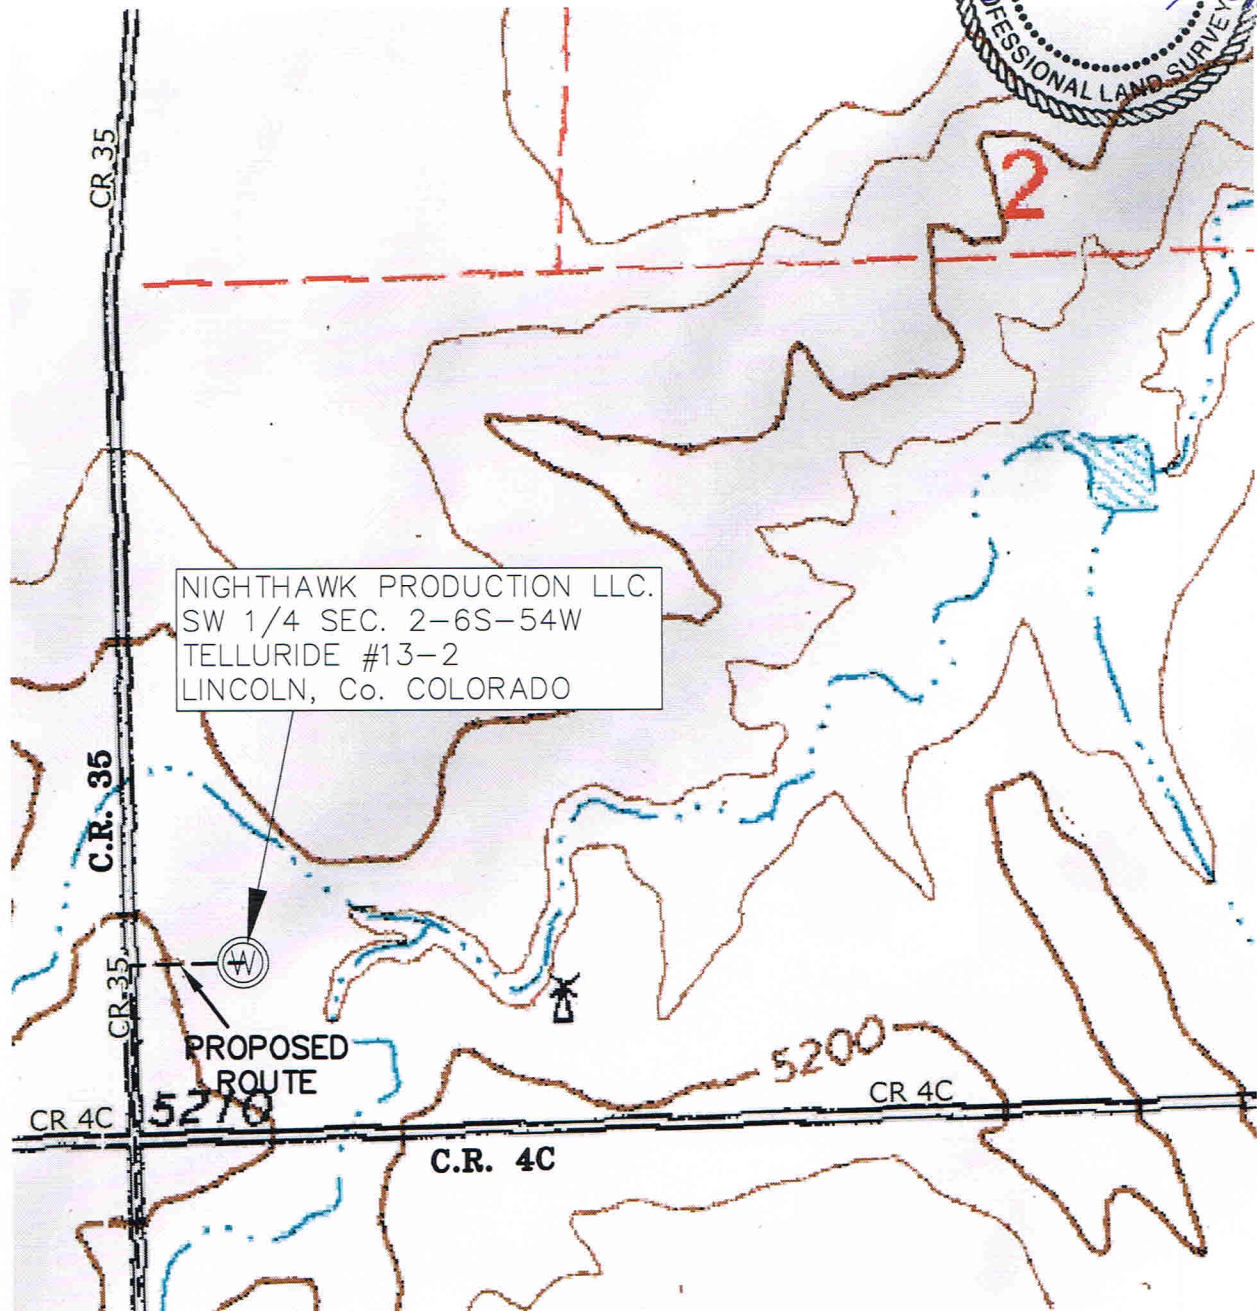 OFESSIONAL LAND SURVEY
CR 35
2
NIGHTHAWK PRODUCTION LLC.
SW 1/4 SEC. 2-6S-54W
TELLURIDE #13-2
LINCOLN, Co. COLORADO
C.R. 35
CR 35
W
PROPOSED
ROUTE
5200
5270
CR 4C
CR 4C
C.R. 4C